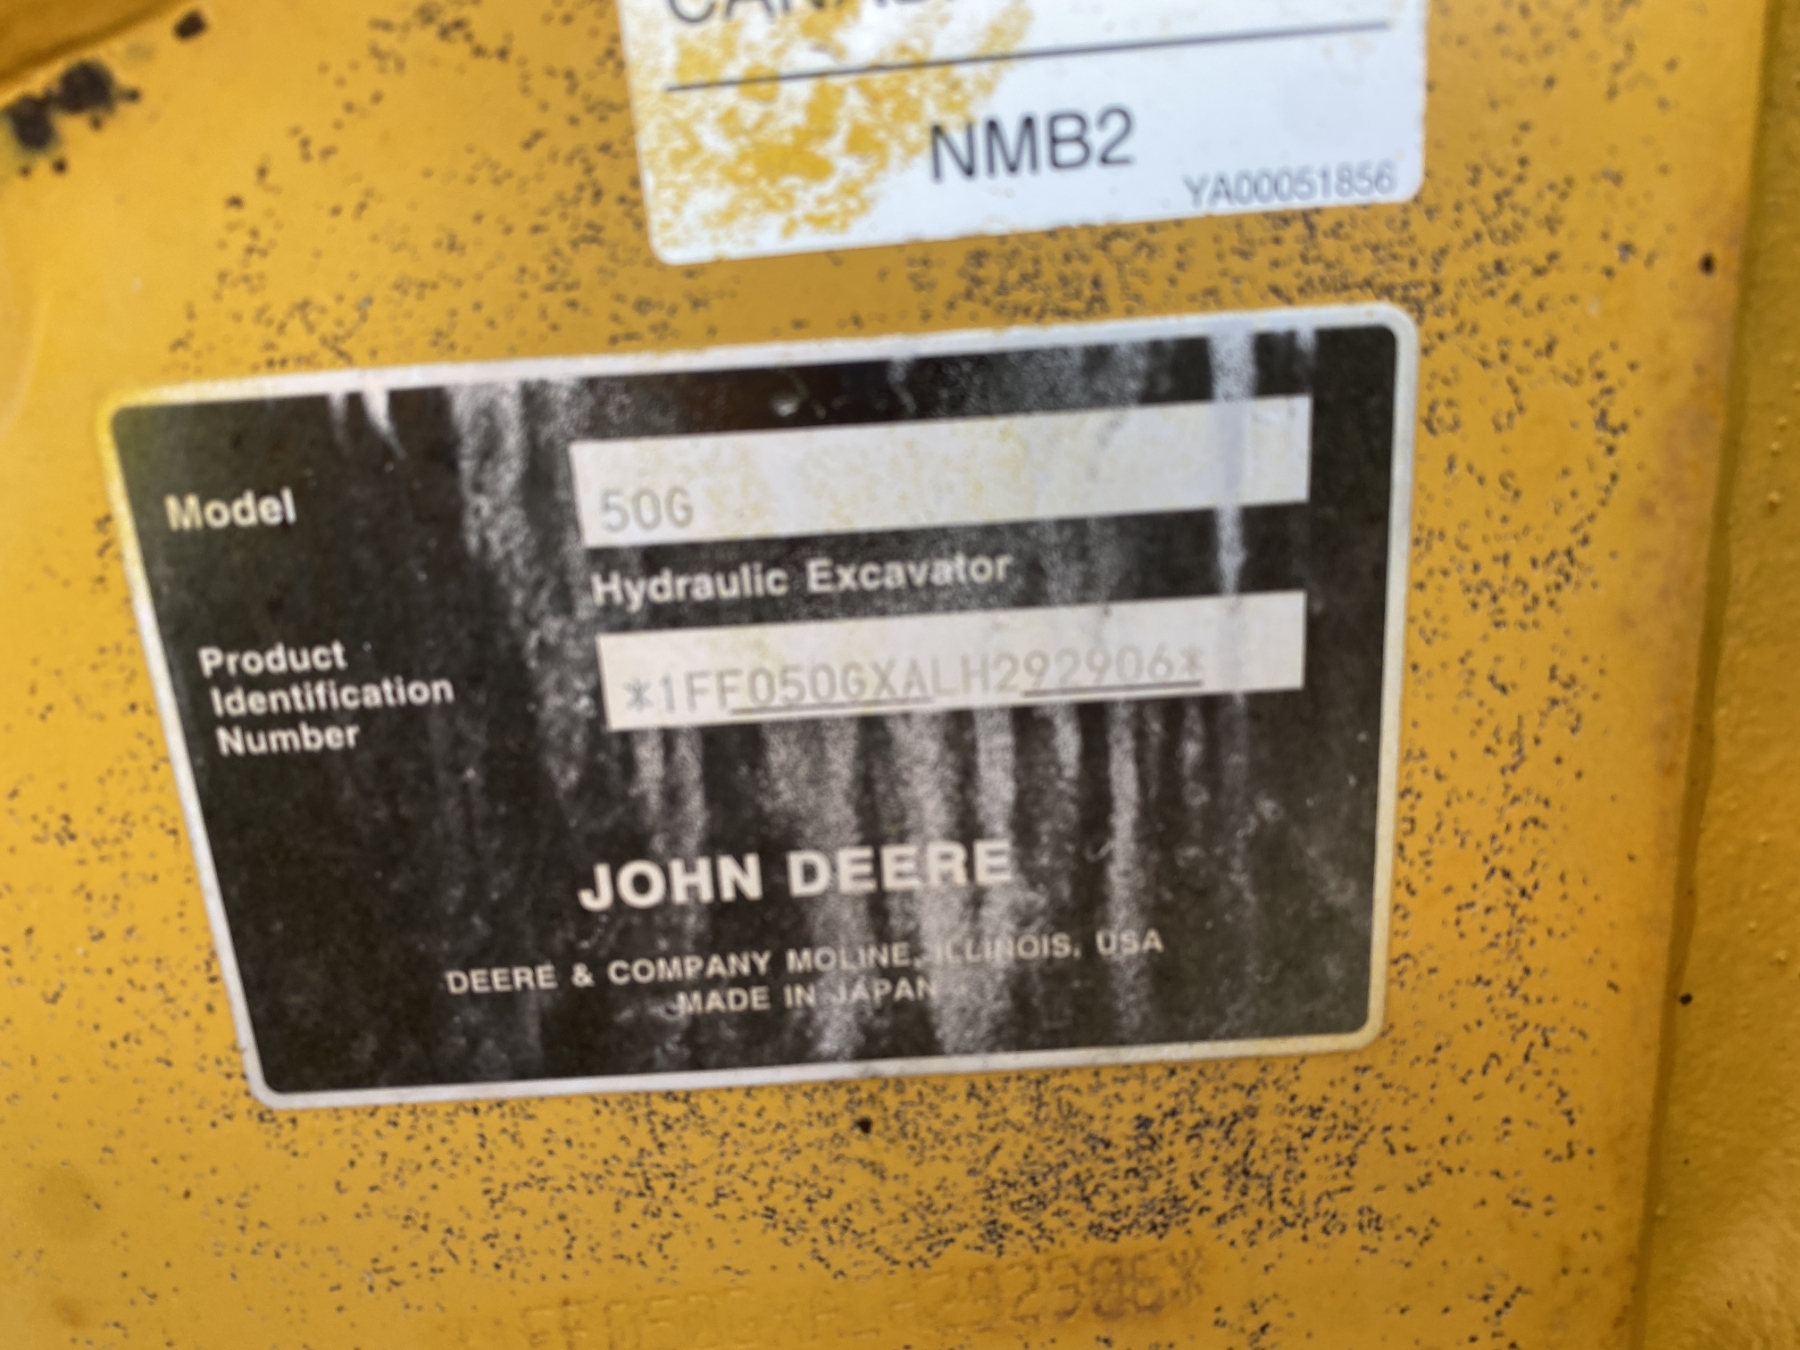 NMB2
YA00051856
Model 50G
Hydraulic Excavator
Product
Identification
Number
*1FF050GXALH292906*
JOHN DEERE
DEERE & COMPANY MOLINE, ILLINOIS, USA
MADE IN JAPAN